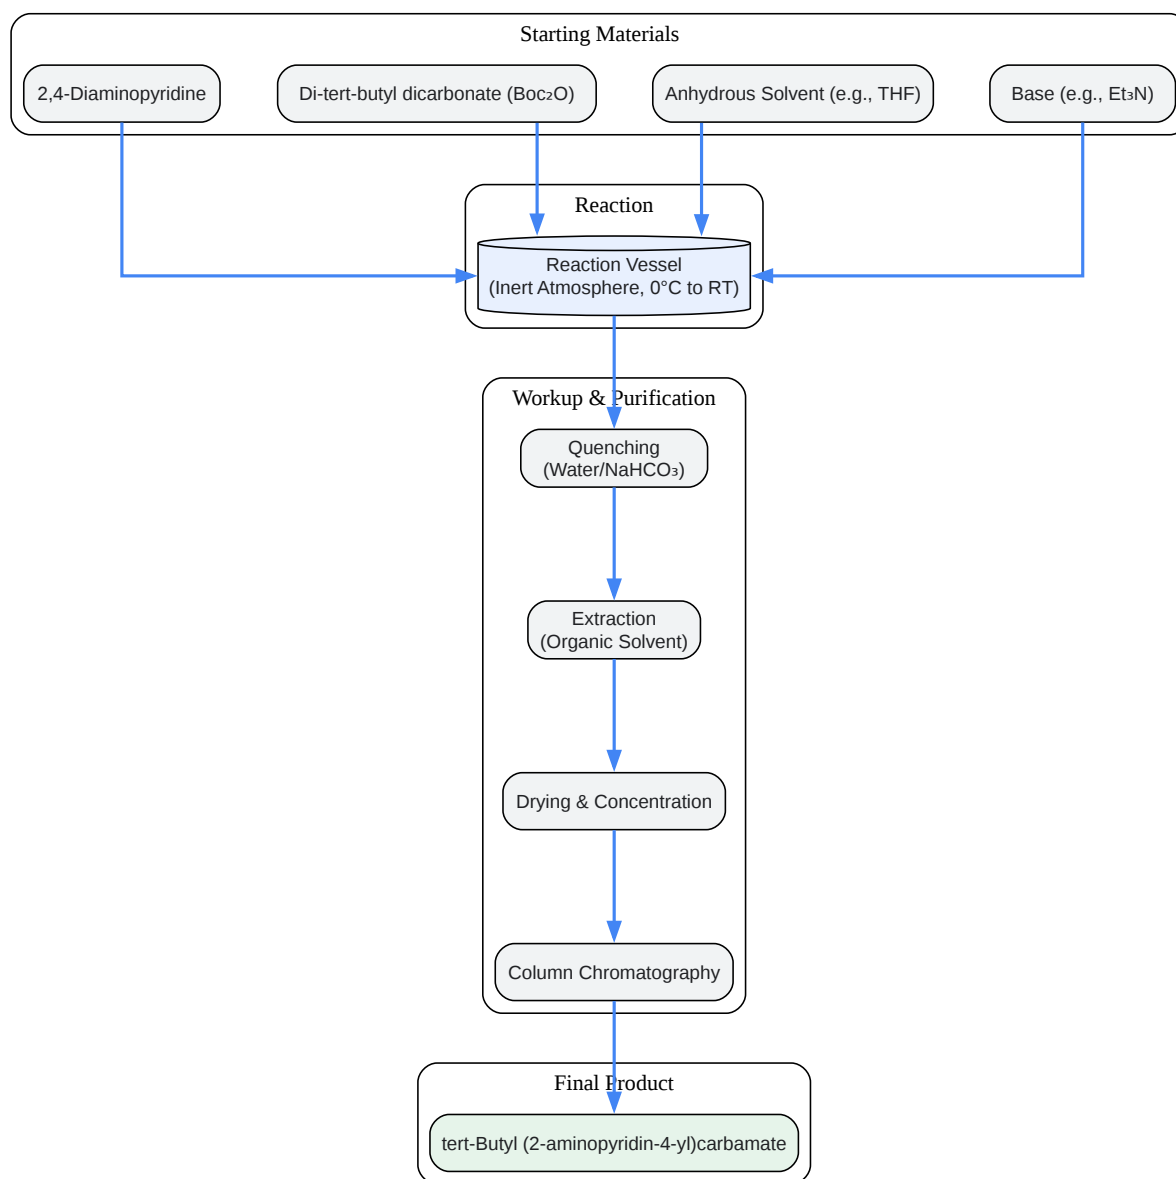 Starting Materials
2,4-Diaminopyridine
Di-tert-butyl dicarbonate (Boc₂O)
Anhydrous Solvent (e.g., THF)
Base (e.g., Et₃N)
Reaction
Reaction Vessel
(Inert Atmosphere, 0°C to RT)
Workup & Purification
Quenching
(Water/NaHCO₃)
Extraction
(Organic Solvent)
Drying & Concentration
Column Chromatography
Final Product
tert-Butyl (2-aminopyridin-4-yl)carbamate